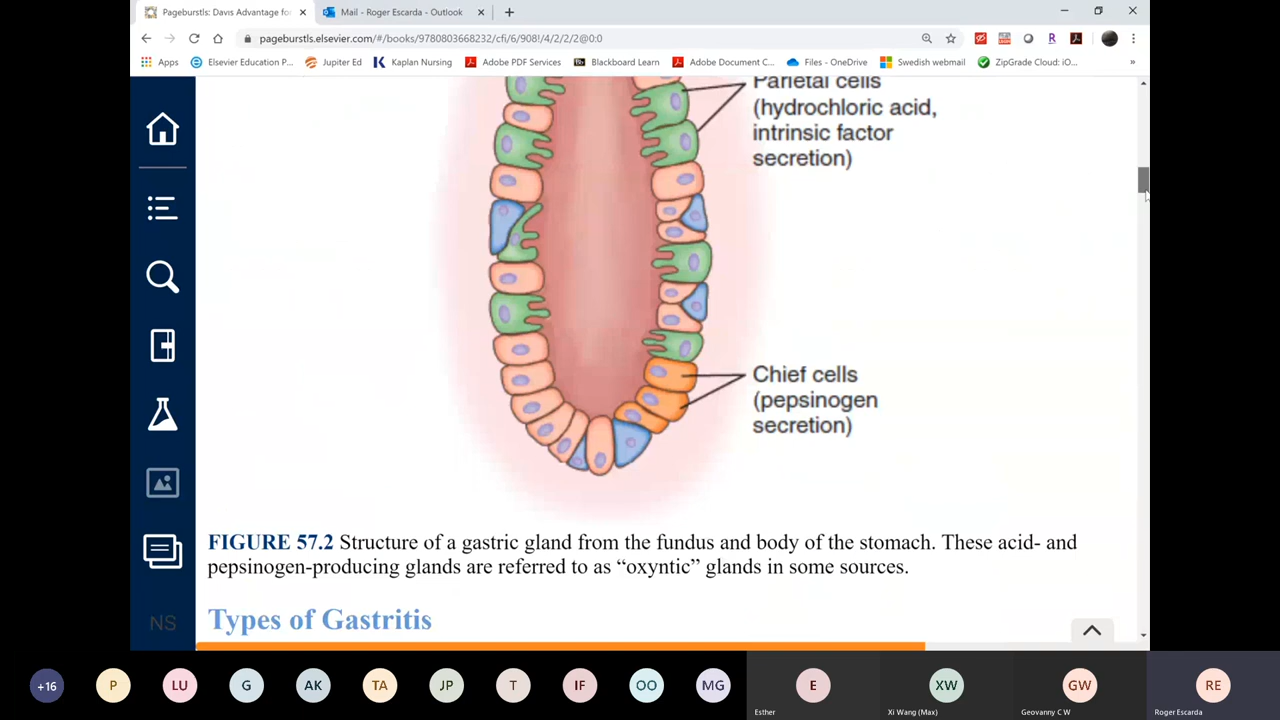 Pageburstls: Davis Advantage for
Mail - Roger Escarda - Outlook
pageburstls.elsevier.com/#/books/9780803668232/cfi/6/908!/4/2/2/2@0:0
Apps
Elsevier Education P...
Jupiter Ed
Kaplan Nursing
Adobe PDF Services
Blackboard Learn
Adobe Document C...
Files - OneDrive
Swedish webmail
ZipGrade Cloud: iO...
»
Parietal cells
(hydrochloric acid,
intrinsic factor
secretion)
Chief cells
(pepsinogen
secretion)
FIGURE 57.2 Structure of a gastric gland from the fundus and body of the stomach. These acid- and
pepsinogen-producing glands are referred to as “oxyntic” glands in some sources.
Types of Gastritis
NS
+16
P
LU
G
AK
TA
JP
T
IF
OO
MG
E
XW
GW
RE
Esther
Xi Wang (Max)
Geovanny C W
Roger Escarda